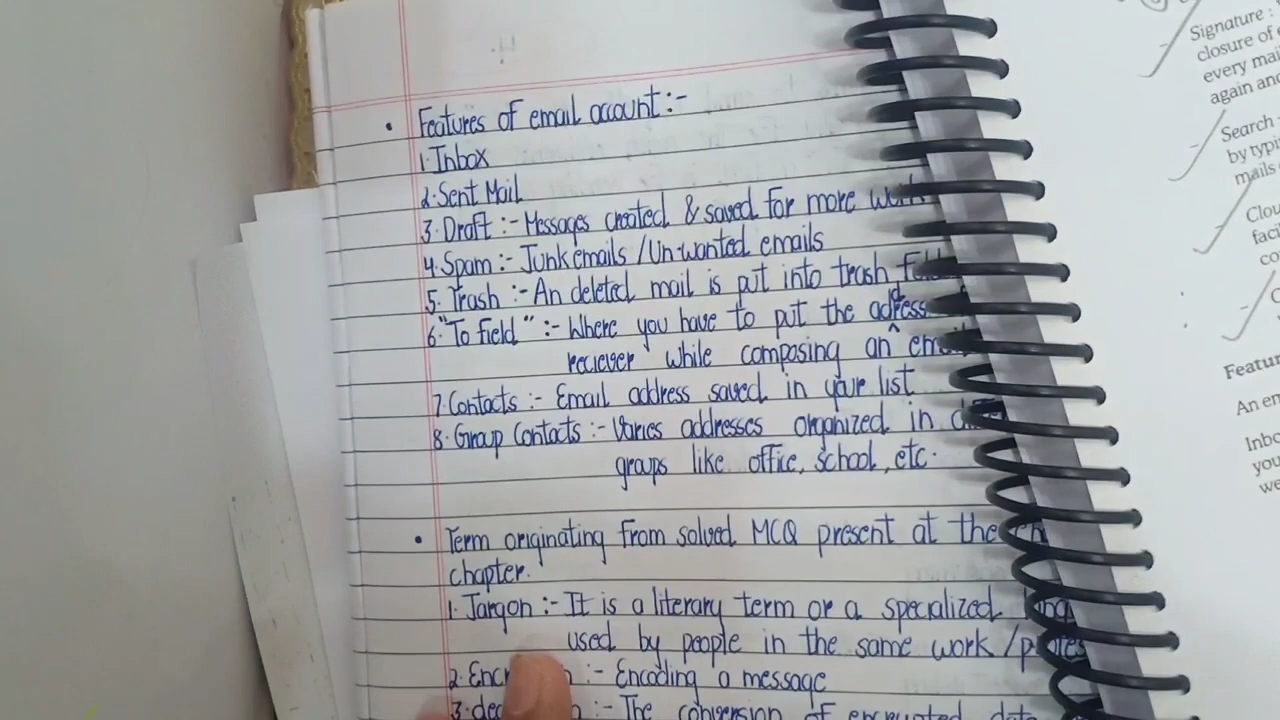 • Features of email account :-
1. Inbox
2. Sent Mail
3. Draft :- Messages created & saved for more
4. Spam :- Junk emails / Un-wanted emails
5. Trash :- An deleted mail is put into trash
6. "To field" :- Where you have to put the adress
reciever while composing an
7. Contacts :- Email address saved in your list
8. Group Contacts :- Varies addresses organized in
groups like office, school, etc.
• Term originating from solved MCQ present at the
chapter.
1. Jargon :- It is a literary term or a specialized
used by people in the same work /
2. :- Encoding a message
3. :- The conversion of encrypted data
Signature :
closure of
every mai
again and
Search
by typi
mails
Clou
faci
co
Featur
An em
Inbo
you
we